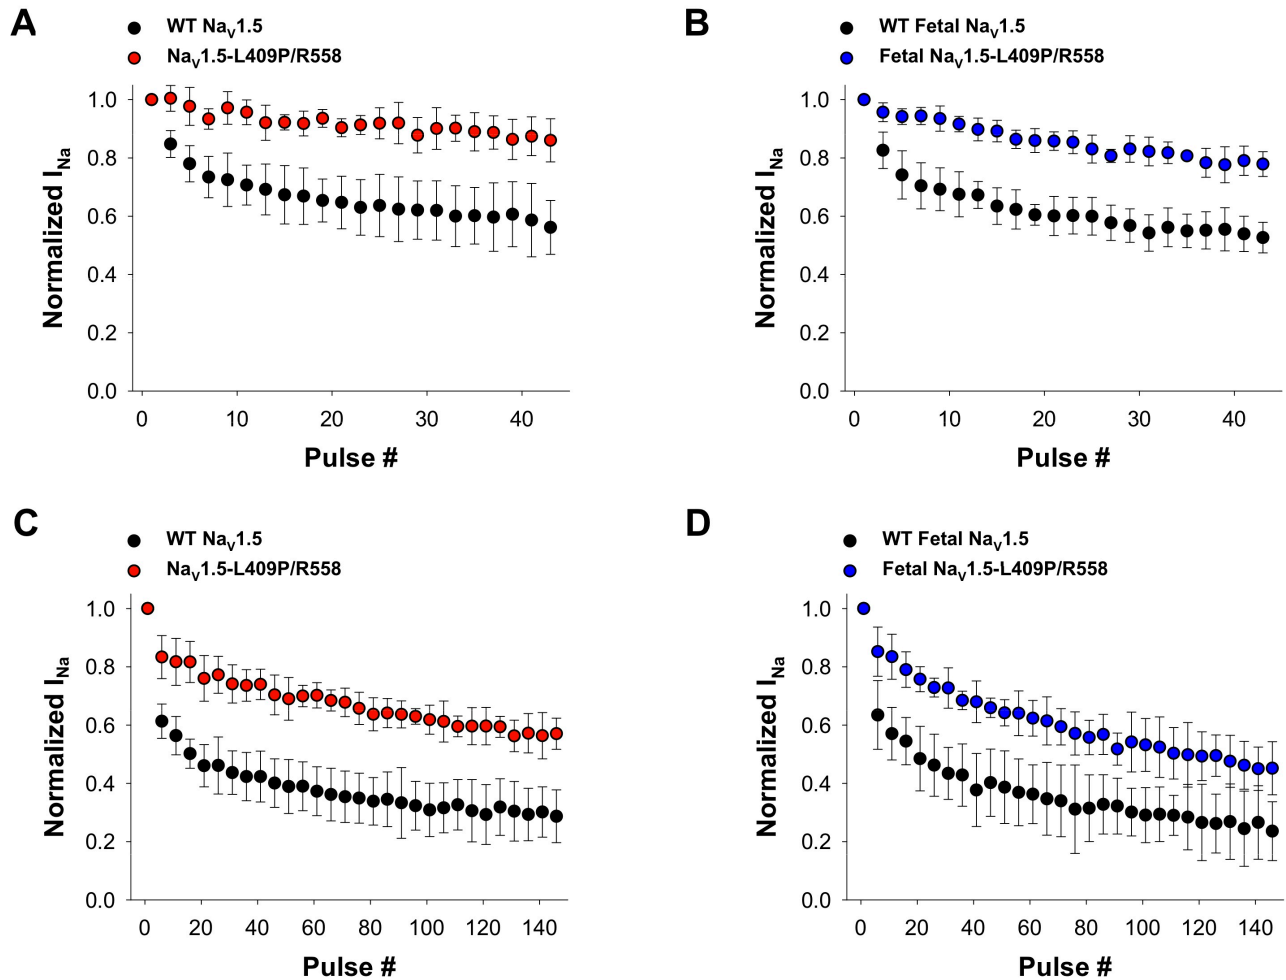 A
WT NaV1.5
NaV1.5-L409P/R558
1.0
0.8
0.6
0.4
0.2
0.0
Normalized INa
0 10 20 30 40
Pulse #
B
WT Fetal NaV1.5
Fetal NaV1.5-L409P/R558
1.0
0.8
0.6
0.4
0.2
0.0
Normalized INa
0 10 20 30 40
Pulse #
C
WT NaV1.5
NaV1.5-L409P/R558
1.0
0.8
0.6
0.4
0.2
0.0
Normalized INa
0 20 40 60 80 100 120 140
Pulse #
D
WT Fetal NaV1.5
Fetal NaV1.5-L409P/R558
1.0
0.8
0.6
0.4
0.2
0.0
Normalized INa
0 20 40 60 80 100 120 140
Pulse #